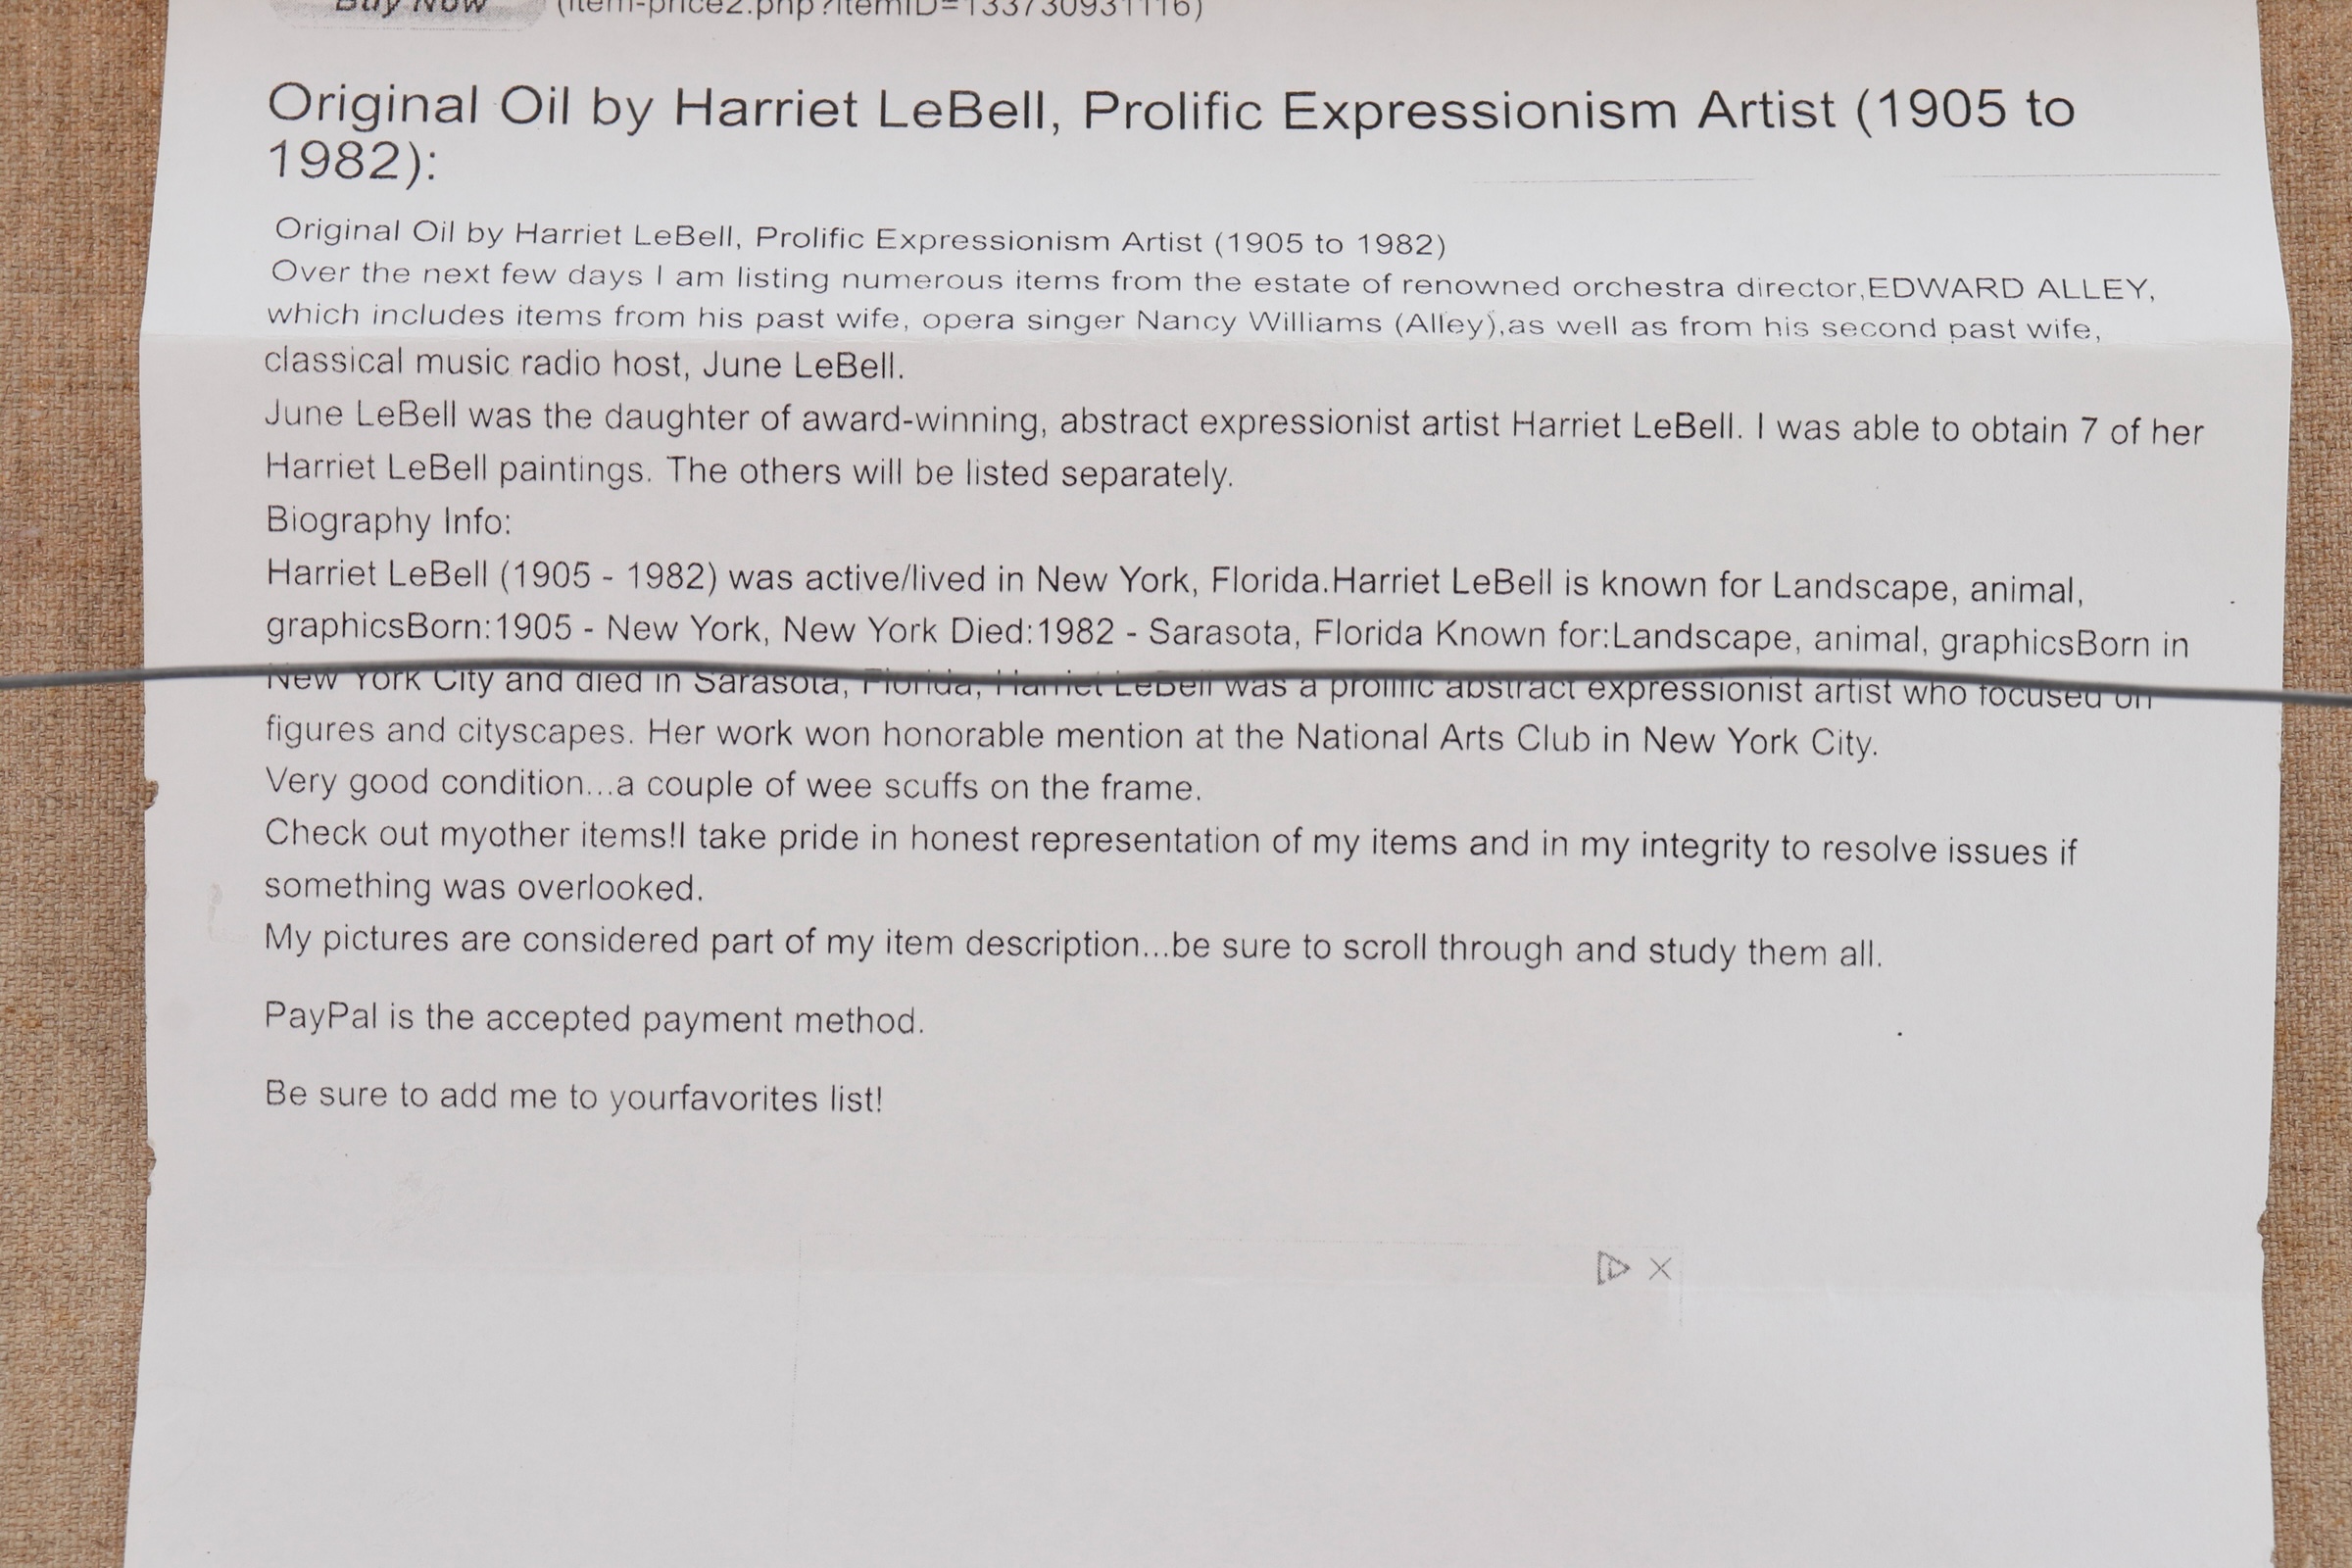 Buy Now (item-price2.php?itemID=133730931116)
Original Oil by Harriet LeBell, Prolific Expressionism Artist (1905 to
1982):
Original Oil by Harriet LeBell, Prolific Expressionism Artist (1905 to 1982)
Over the next few days I am listing numerous items from the estate of renowned orchestra director,EDWARD ALLEY,
which includes items from his past wife, opera singer Nancy Williams (Alley),as well as from his second past wife,
classical music radio host, June LeBell.
June LeBell was the daughter of award-winning, abstract expressionist artist Harriet LeBell. I was able to obtain 7 of her
Harriet LeBell paintings. The others will be listed separately.
Biography Info:
Harriet LeBell (1905 - 1982) was active/lived in New York, Florida.Harriet LeBell is known for Landscape, animal,
graphicsBorn:1905 - New York, New York Died:1982 - Sarasota, Florida Known for:Landscape, animal, graphicsBorn in
New York City and died in Sarasota, Florida, Harriet LeBell was a prolific abstract expressionist artist who focused on
figures and cityscapes. Her work won honorable mention at the National Arts Club in New York City.
Very good condition...a couple of wee scuffs on the frame.
Check out myother items!I take pride in honest representation of my items and in my integrity to resolve issues if
something was overlooked.
My pictures are considered part of my item description...be sure to scroll through and study them all.
PayPal is the accepted payment method.
Be sure to add me to yourfavorites list!